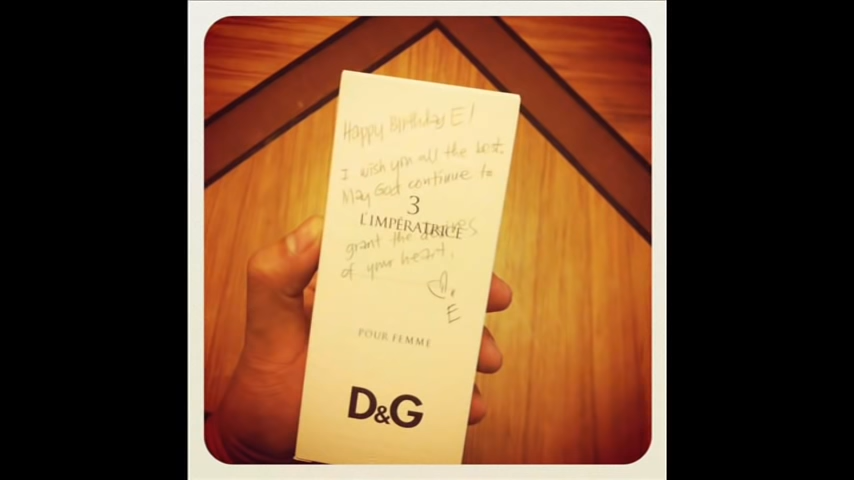 Happy Birthday E!
I wish you all the best.
May God continue to
3
L'IMPÉRATRICE
grant the desires
of your heart.
E
POUR FEMME
D&G